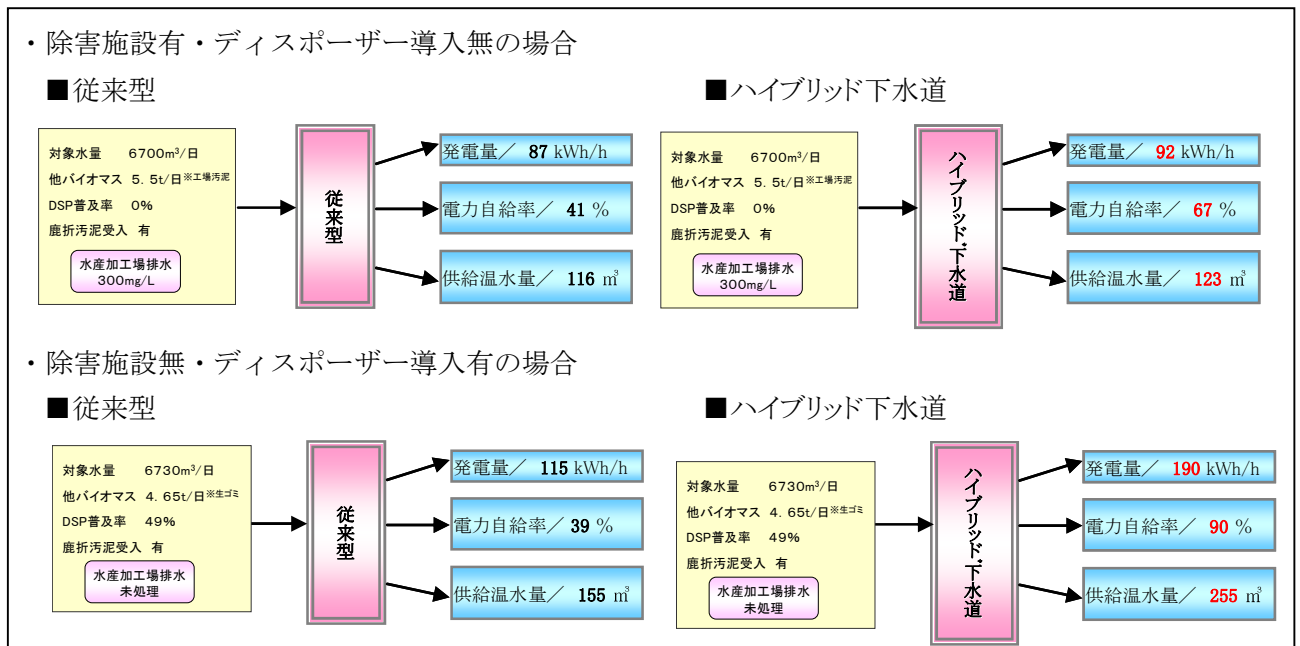 ・除害施設有・ディスポーザー導入無の場合
■従来型
■ハイブリッド下水道
対象水量 6700m³/日
他バイオマス 5.5t/日※工場汚泥
DSP普及率 0%
鹿折汚泥受入 有
水産加工場排水
300mg/L
従来型
発電量／ 87 kWh/h
電力自給率／ 41 %
供給温水量／ 116 ㎥
対象水量 6700m³/日
他バイオマス 5.5t/日※工場汚泥
DSP普及率 0%
鹿折汚泥受入 有
水産加工場排水
300mg/L
ハイブリッド下水道
発電量／ 92 kWh/h
電力自給率／ 67 %
供給温水量／ 123 ㎥
・除害施設無・ディスポーザー導入有の場合
■従来型
■ハイブリッド下水道
対象水量 6730m³/日
他バイオマス 4.65t/日※生ゴミ
DSP普及率 49%
鹿折汚泥受入 有
水産加工場排水
未処理
従来型
発電量／ 115 kWh/h
電力自給率／ 39 %
供給温水量／ 155 ㎥
対象水量 6730m³/日
他バイオマス 4.65t/日※生ゴミ
DSP普及率 49%
鹿折汚泥受入 有
水産加工場排水
未処理
ハイブリッド下水道
発電量／ 190 kWh/h
電力自給率／ 90 %
供給温水量／ 255 ㎥